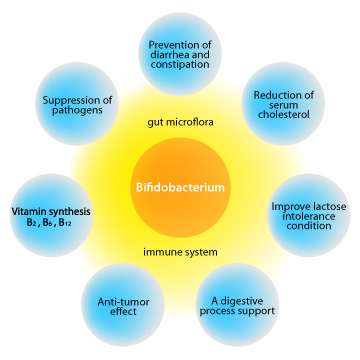 Prevention of
diarrhea and
constipation
Suppression of
pathogens
Reduction of
serum
cholesterol
gut microflora
Bifidobacterium
Vitamin synthesis
B2 , B6 , B12
Improve lactose
intolerance
condition
immune system
Anti-tumor
effect
A digestive
process support